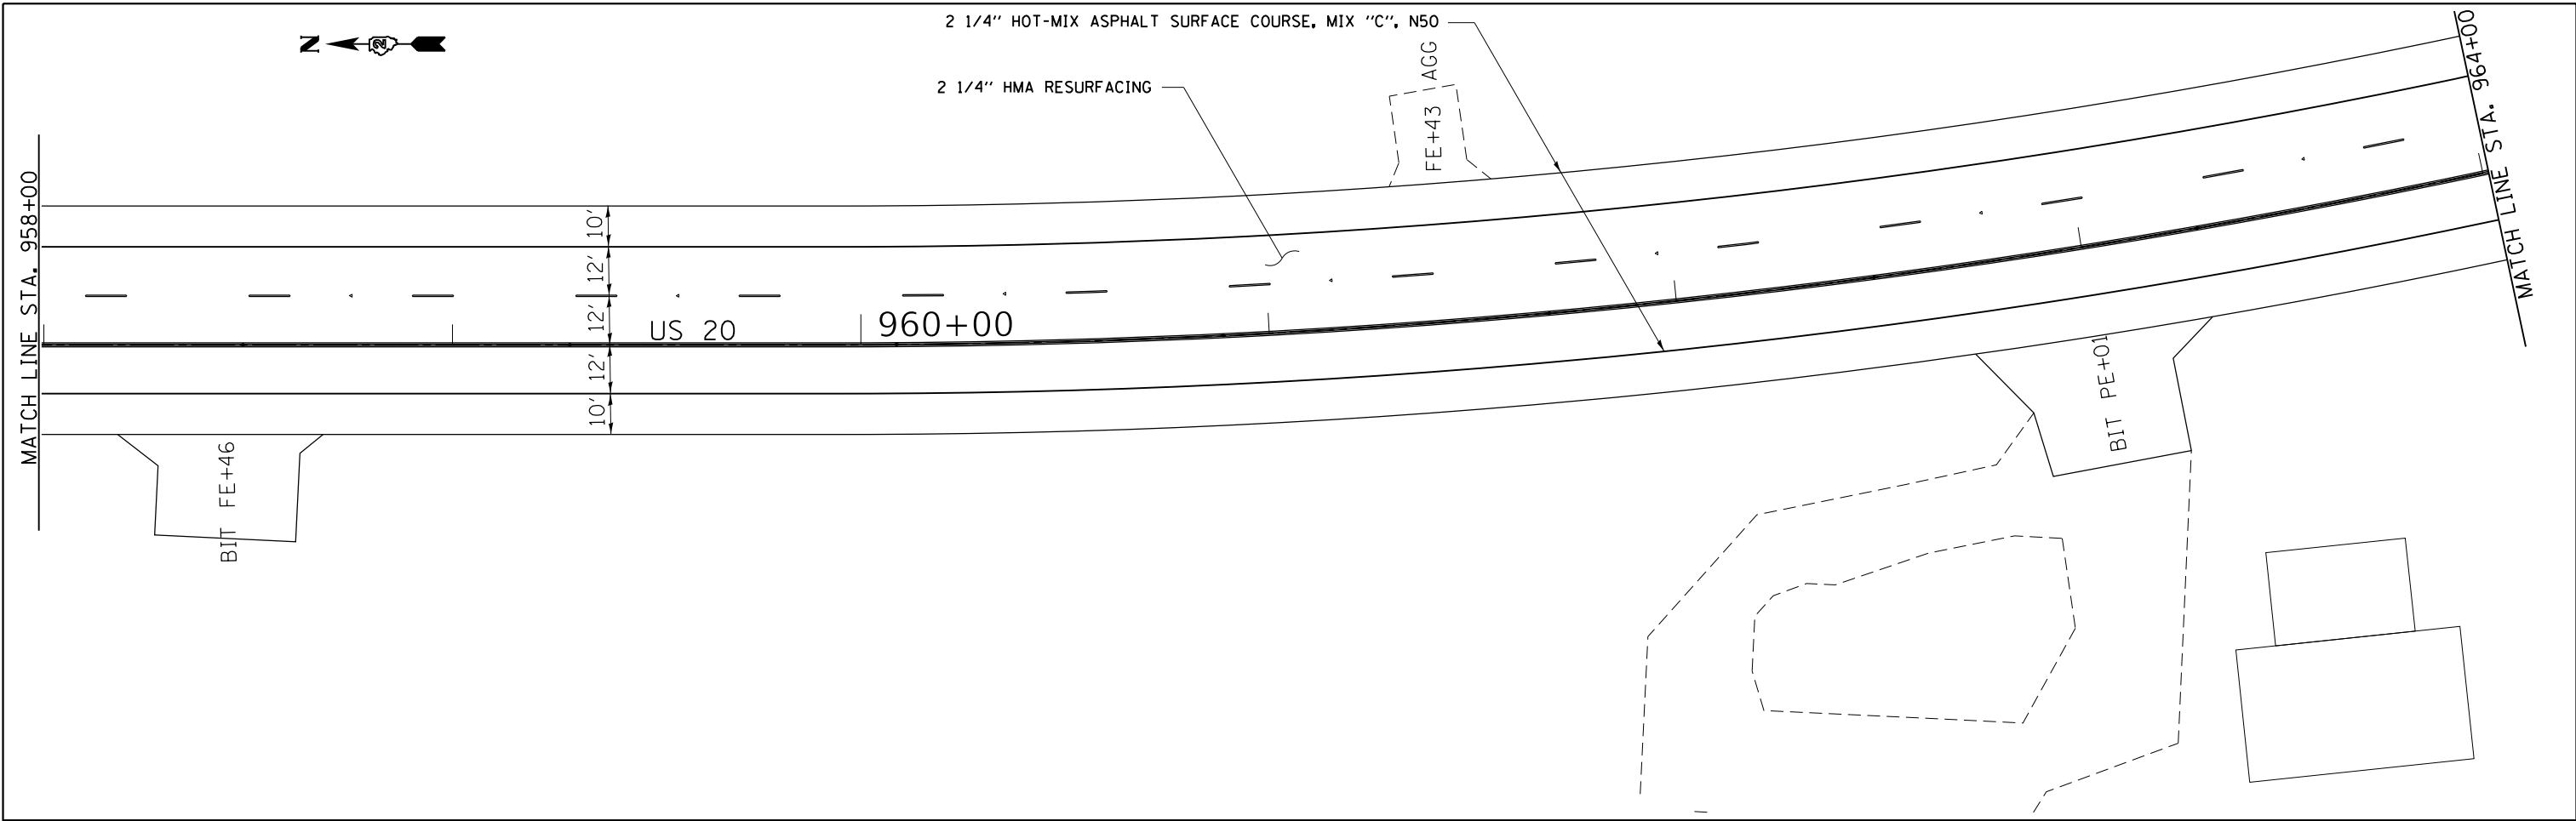 2 1/4" HOT-MIX ASPHALT SURFACE COURSE, MIX "C", N50
N
2
2 1/4" HMA RESURFACING
AGG
FE+43
MATCH LINE STA. 958+00
MATCH LINE STA. 964+00
10'
12'
12'
12'
10'
US 20
960+00
BIT FE+46
BIT PE+01